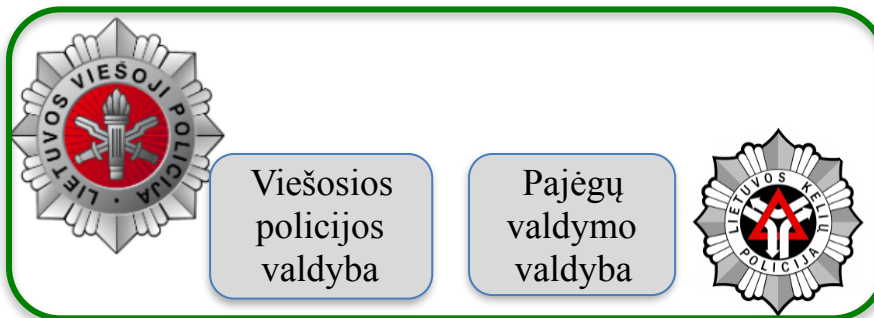 LIETUVOS VIEŠOJI POLICIJA
Viešosios
policijos
valdyba
Pajėgų
valdymo
valdyba
LIETUVOS KELIŲ
POLICIJA